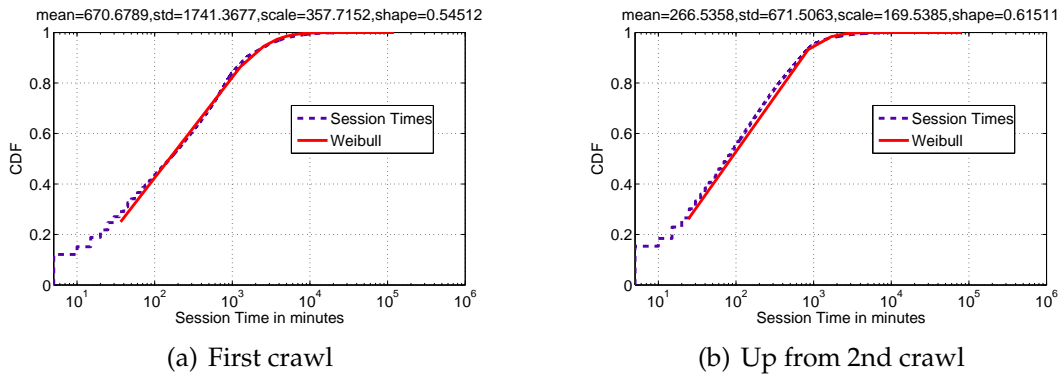 mean=670.6789,std=1741.3677,scale=357.7152,shape=0.54512
1
0.8
0.6
0.4
0.2
0
CDF
Session Times
Weibull
10^1 10^2 10^3 10^4 10^5 10^6
Session Time in minutes
(a) First crawl
mean=266.5358,std=671.5063,scale=169.5385,shape=0.61511
1
0.8
0.6
0.4
0.2
0
CDF
Session Times
Weibull
10^1 10^2 10^3 10^4 10^5 10^6
Session Time in minutes
(b) Up from 2nd crawl